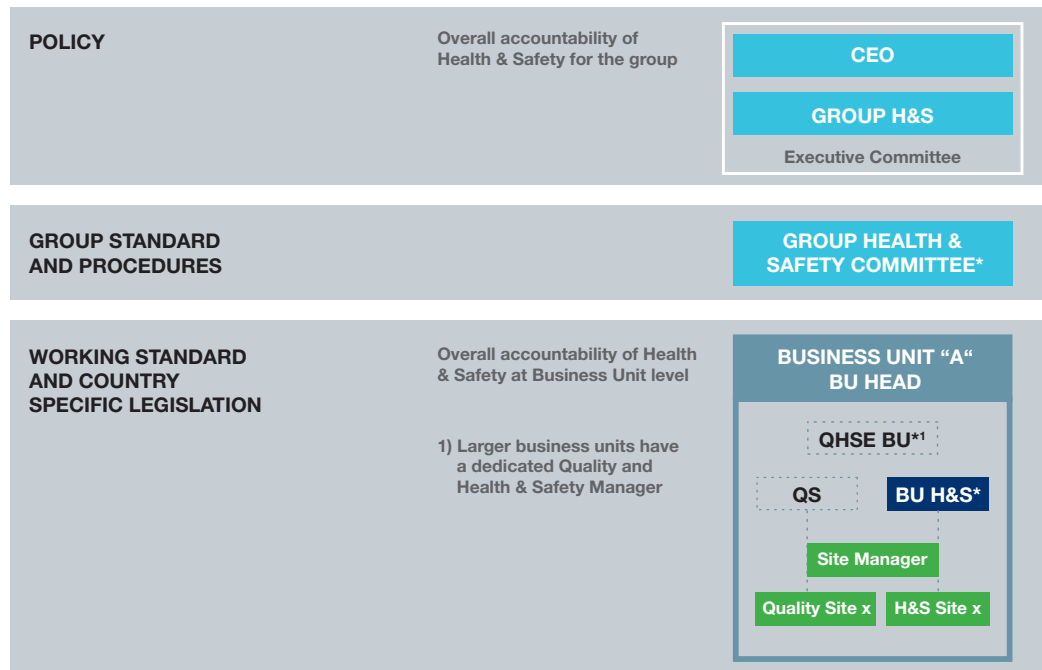 POLICY
Overall accountability of
Health & Safety for the group
CEO
GROUP H&S
Executive Committee
GROUP STANDARD
AND PROCEDURES
GROUP HEALTH &
SAFETY COMMITTEE*
WORKING STANDARD
AND COUNTRY
SPECIFIC LEGISLATION
Overall accountability of Health
& Safety at Business Unit level
1) Larger business units have
a dedicated Quality and
Health & Safety Manager
BUSINESS UNIT “A“
BU HEAD
QHSE BU*¹
QS
BU H&S*
Site Manager
Quality Site x
H&S Site x